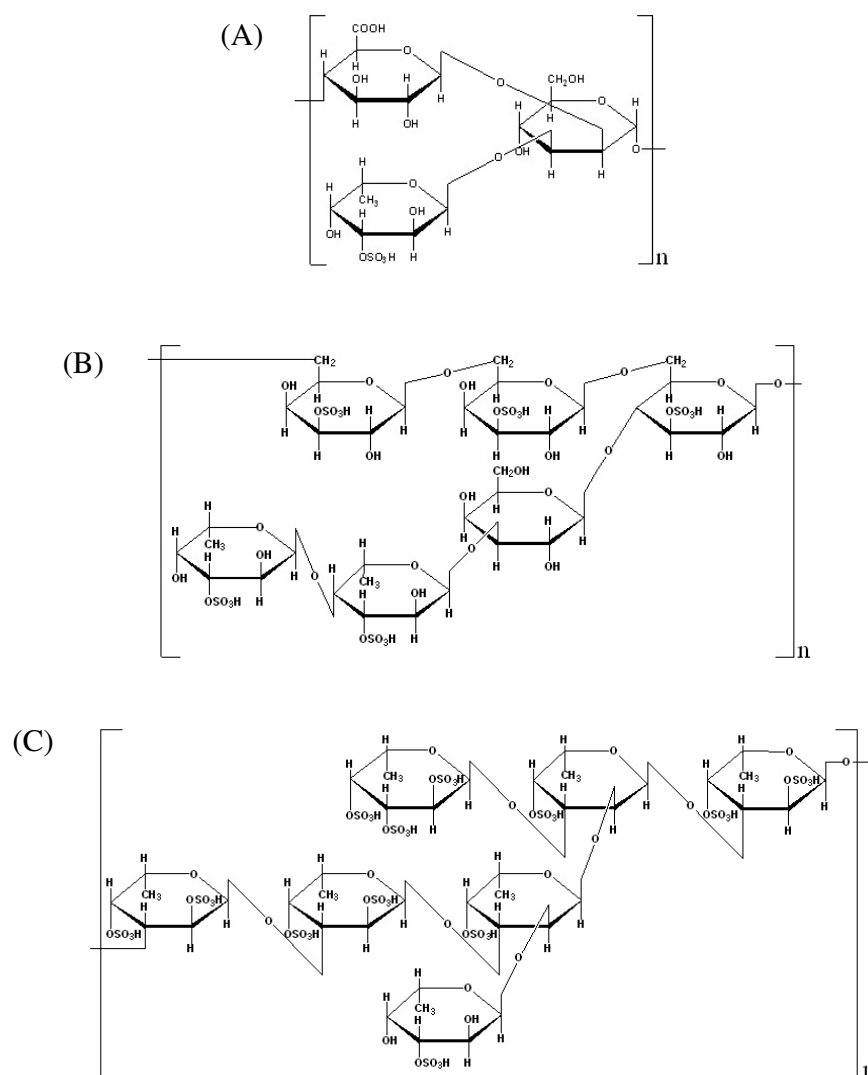 (A)
COOH
H H O
OH H O CH₂OH H
H OH H O
H OH H O
OH H
H O O
H CH₃ H H
H OH
OH H H
OSO₃H H
n
(B)
CH₂ O CH₂ O CH₂ O
OH H O OH H O H O
OSO₃H H H OSO₃H H H OSO₃H H H
H H H
H OH H OH H OH
CH₂OH O
OH H O
H H O H H
H CH₃ OH H H O H
H OH O H CH₃ H OH H OH
OH H H OH H
OSO₃H H
OSO₃H H
n
(C)
H O H O H O O
H CH₃ OSO₃H H H CH₃ H H CH₃ OSO₃H H
H H O H O H
OSO₃H OSO₃H H OSO₃H H OSO₃H H
H O H O H O O
H CH₃ OSO₃H H H CH₃ OSO₃H H H CH₃ H
H O H O H
OSO₃H H OSO₃H H OSO₃H H
O
H O
H CH₃ OH H
H
OH H
OSO₃H
n